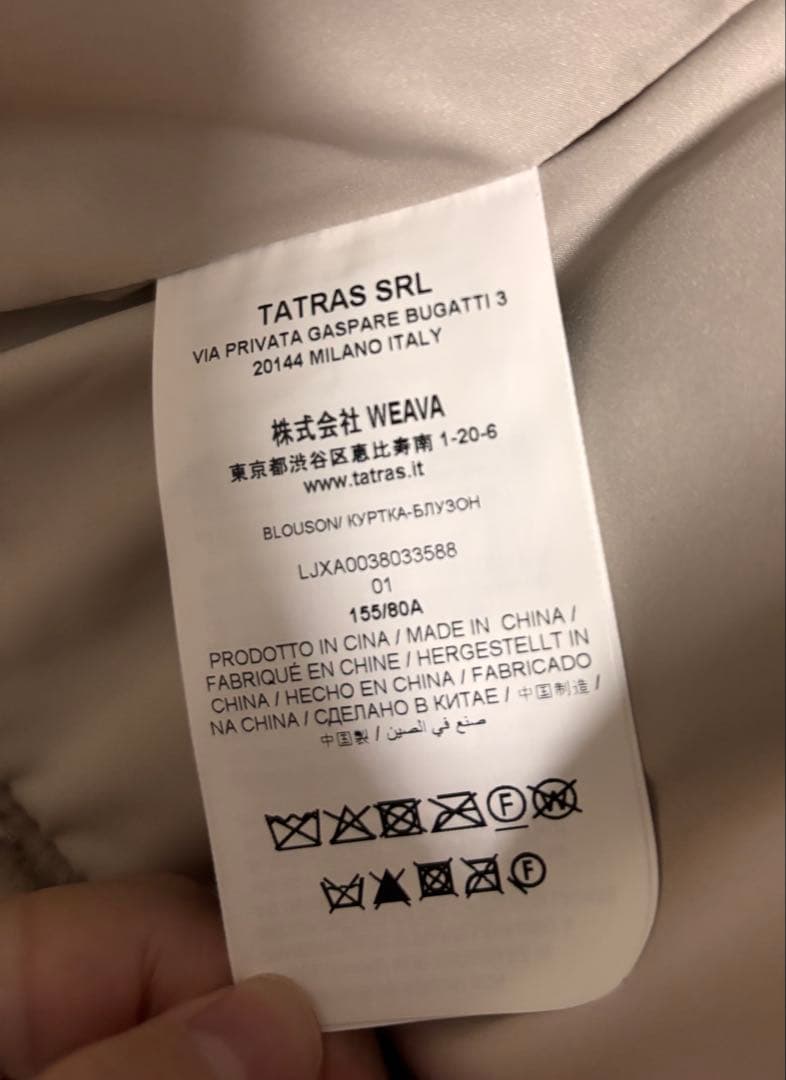 TATRAS SRL
VIA PRIVATA GASPARE BUGATTI 3
20144 MILANO ITALY
株式会社 WEAVA
東京都渋谷区恵比寿南 1-20-6
www.tatras.it
BLOUSON/ КУРТКА-БЛУЗОН
LJXA0038033588
01
155/80A
PRODOTTO IN CINA / MADE IN CHINA /
FABRIQUÉ EN CHINE / HERGESTELLT IN
CHINA / HECHO EN CHINA / FABRICADO
NA CHINA / СДЕЛАНО В КИТАЕ / 中国制造 /
中国製 / صنع في الصين
F W
F